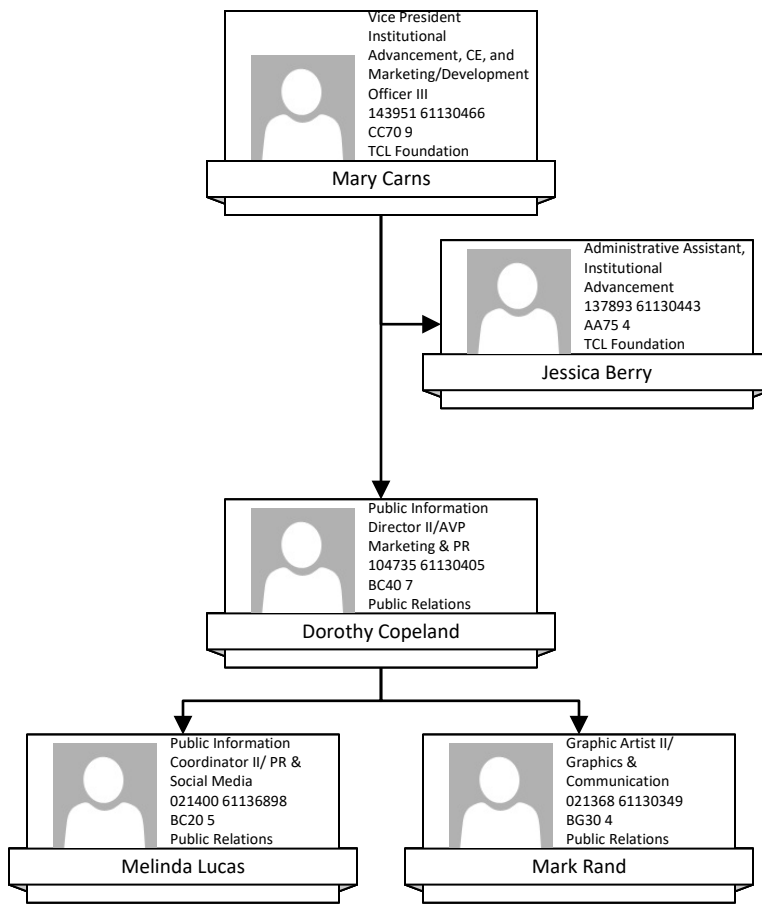 Vice President
Institutional
Advancement, CE, and
Marketing/Development
Officer III
143951 61130466
CC70 9
TCL Foundation
Mary Carns
Administrative Assistant,
Institutional
Advancement
137893 61130443
AA75 4
TCL Foundation
Jessica Berry
Public Information
Director II/AVP
Marketing & PR
104735 61130405
BC40 7
Public Relations
Dorothy Copeland
Public Information
Coordinator II/ PR &
Social Media
021400 61136898
BC20 5
Public Relations
Melinda Lucas
Graphic Artist II/
Graphics &
Communication
021368 61130349
BG30 4
Public Relations
Mark Rand